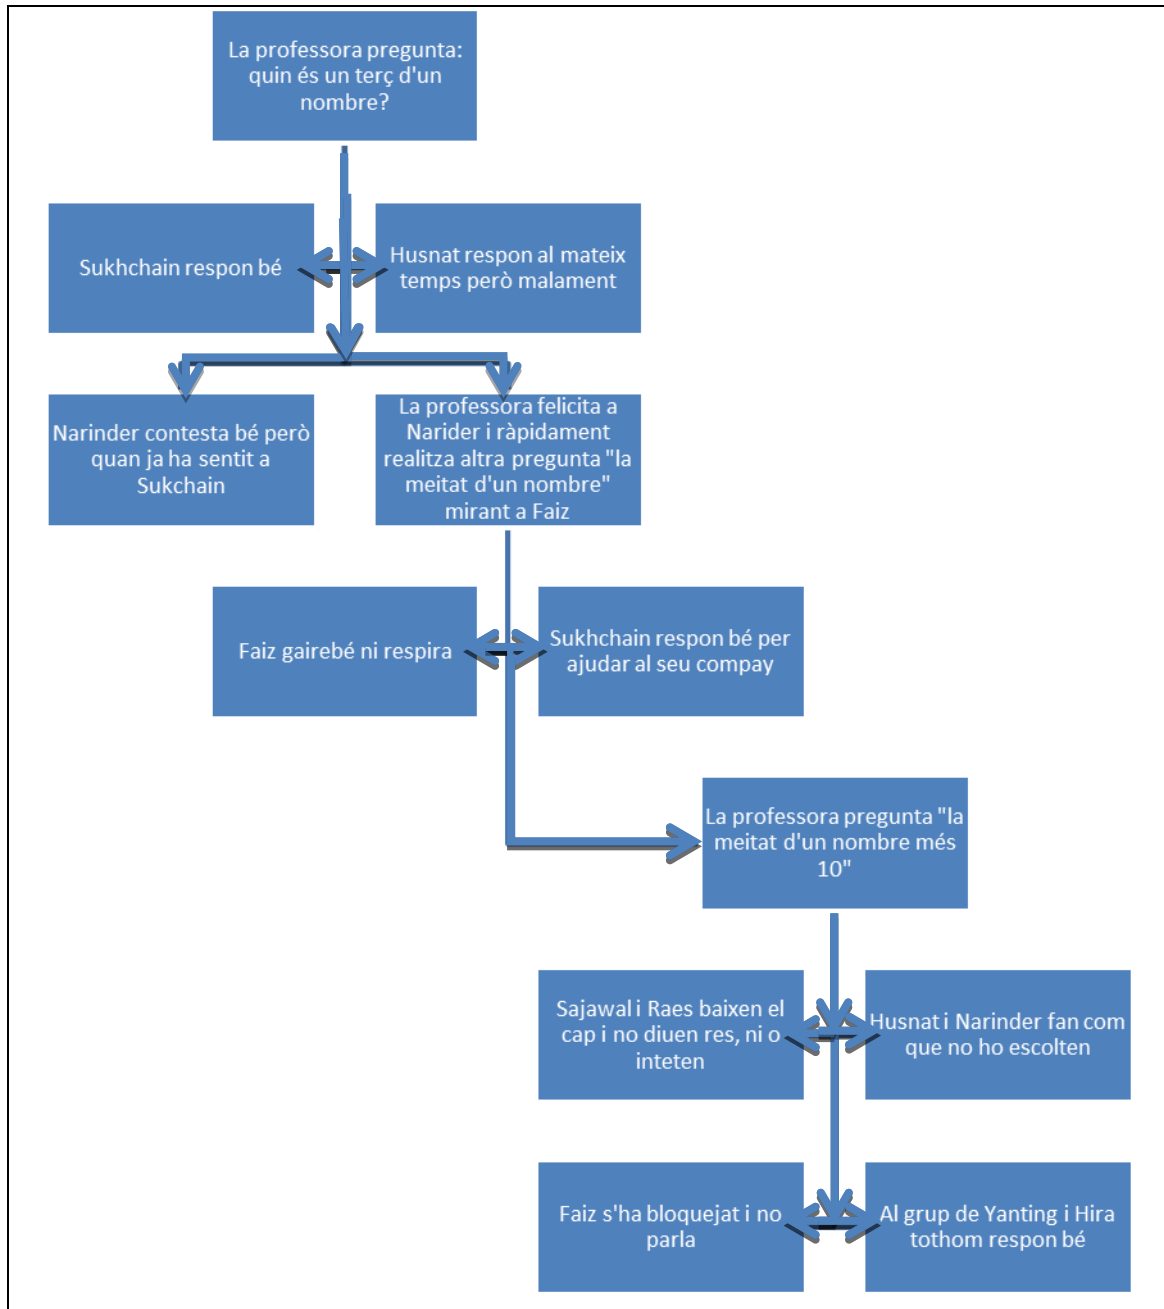 La professora pregunta:
quin és un terç d'un
nombre?
Sukhchain respon bé
Husnat respon al mateix
temps però malament
Narinder contesta bé però
quan ja ha sentit a
Sukchain
La professora felicita a
Narider i ràpidament
realitza altra pregunta "la
meitat d'un nombre"
mirant a Faiz
Faiz gairebé ni respira
Sukhchain respon bé per
ajudar al seu compay
La professora pregunta "la
meitat d'un nombre més
10"
Sajawal i Raes baixen el
cap i no diuen res, ni o
inteten
Husnat i Narinder fan com
que no ho escolten
Faiz s'ha bloquejat i no
parla
Al grup de Yanting i Hira
tothom respon bé